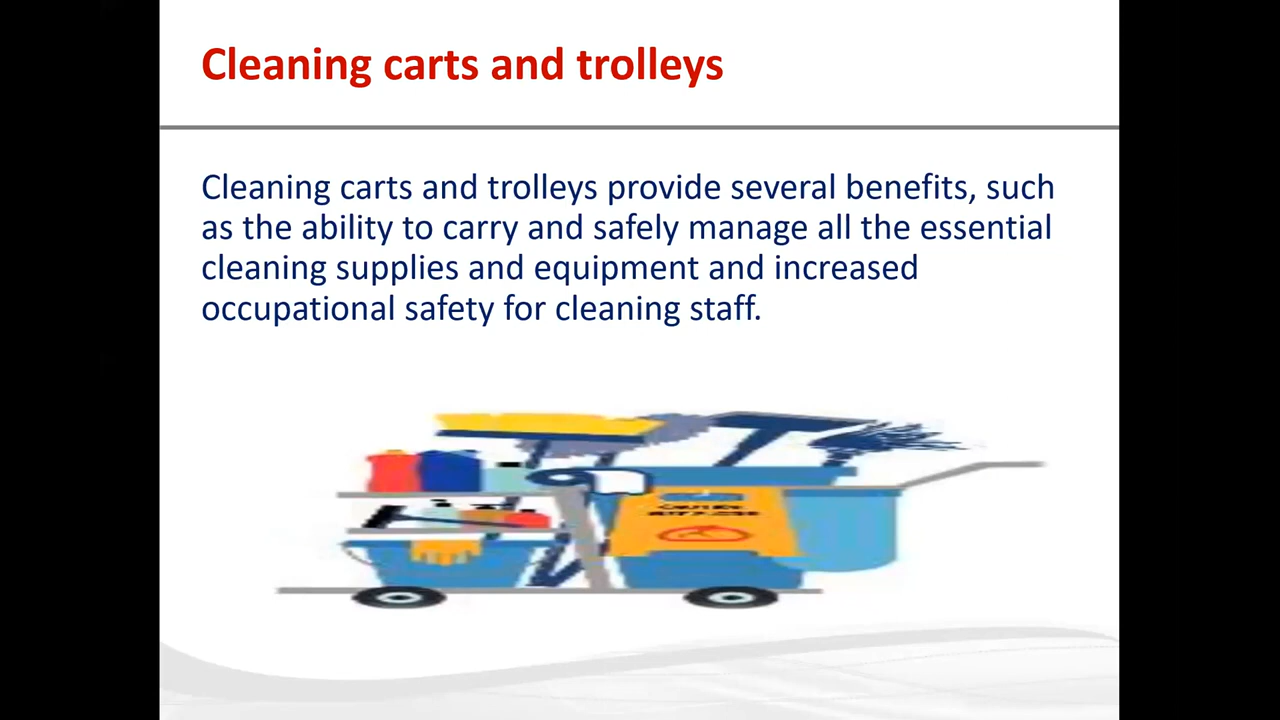 Cleaning carts and trolleys
Cleaning carts and trolleys provide several benefits, such
as the ability to carry and safely manage all the essential
cleaning supplies and equipment and increased
occupational safety for cleaning staff.